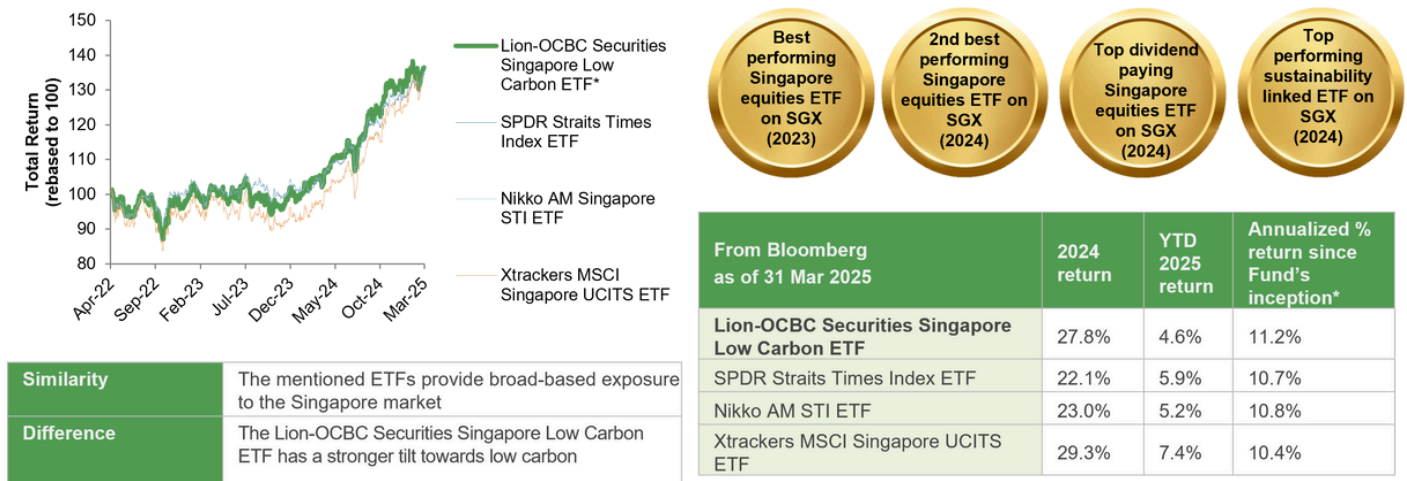 150
140
130
120
110
100
90
80
Total Return
(rebased to 100)
Apr-22
Sep-22
Feb-23
Jul-23
Dec-23
May-24
Oct-24
Mar-25
Lion-OCBC Securities
Singapore Low
Carbon ETF*
SPDR Straits Times
Index ETF
Nikko AM Singapore
STI ETF
Xtrackers MSCI
Singapore UCITS ETF
Similarity
The mentioned ETFs provide broad-based exposure
to the Singapore market
Difference
The Lion-OCBC Securities Singapore Low Carbon
ETF has a stronger tilt towards low carbon
Best
performing
Singapore
equities ETF
on SGX
(2023)
2nd best
performing
Singapore
equities ETF on
SGX
(2024)
Top dividend
paying
Singapore
equities ETF
on SGX
(2024)
Top
performing
sustainability
linked ETF on
SGX
(2024)
From Bloomberg
as of 31 Mar 2025
2024
return
YTD
2025
return
Annualized %
return since
Fund's
inception*
Lion-OCBC Securities Singapore
Low Carbon ETF
27.8%
4.6%
11.2%
SPDR Straits Times Index ETF
22.1%
5.9%
10.7%
Nikko AM STI ETF
23.0%
5.2%
10.8%
Xtrackers MSCI Singapore UCITS
ETF
29.3%
7.4%
10.4%